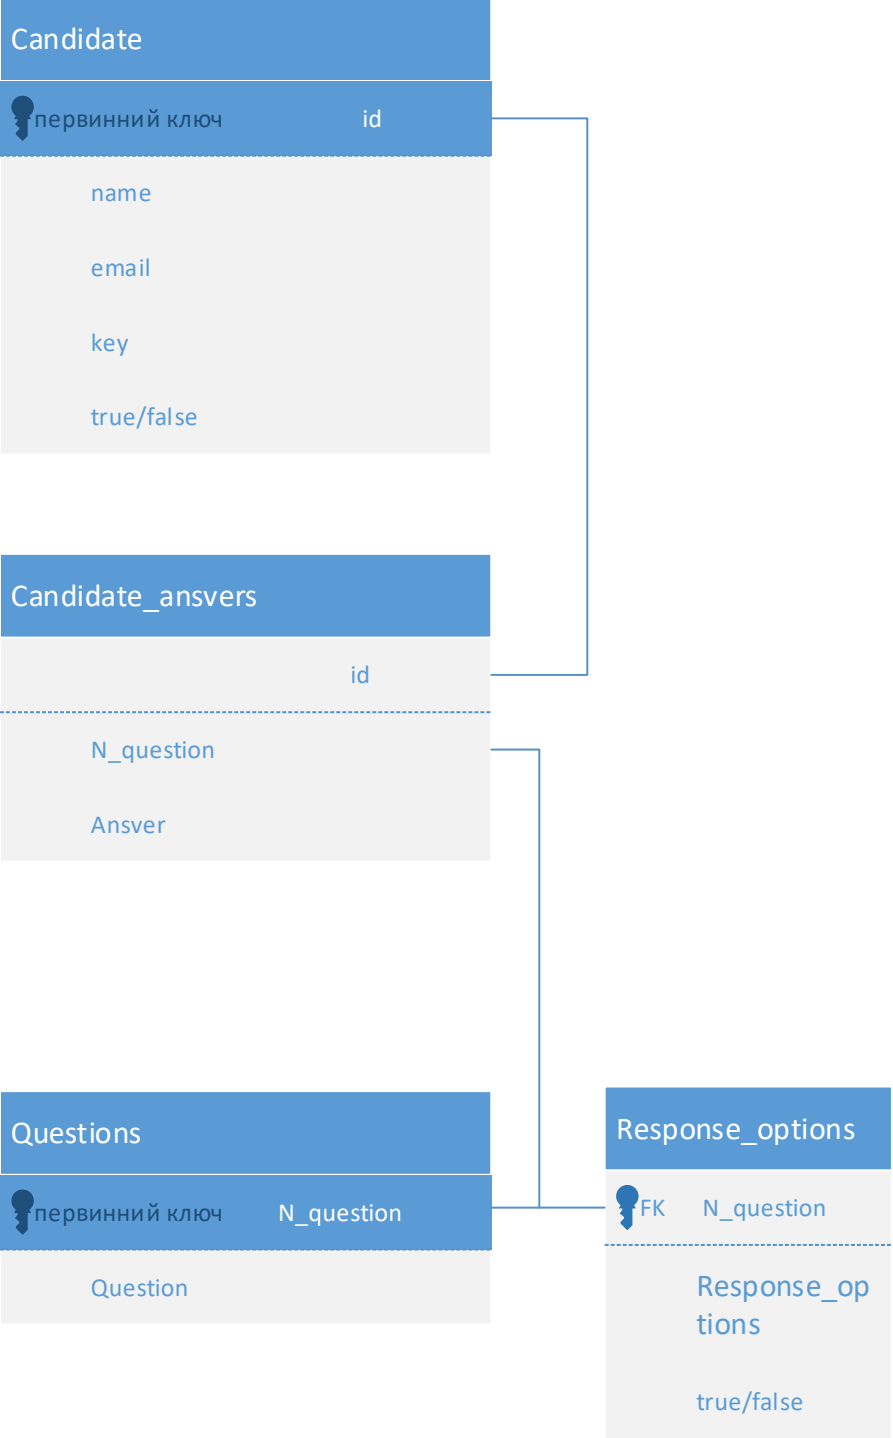 Candidate
первинний ключ id
name
email
key
true/false
Candidate_ansvers
id
N_question
Ansver
Questions
первинний ключ N_question
Question
Response_options
FK N_question
Response_op
tions
true/false